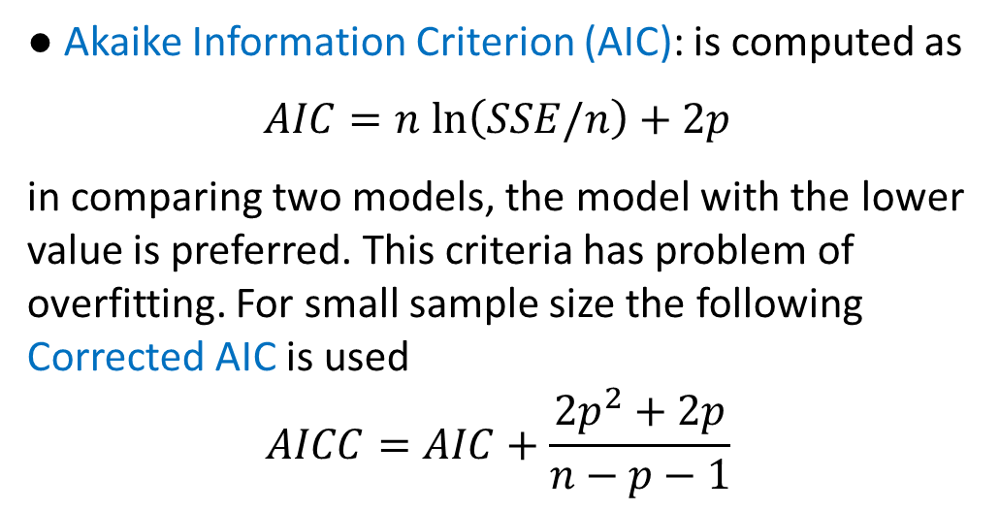 ● Akaike Information Criterion (AIC): is computed as
AIC = n ln(SSE/n) + 2p
in comparing two models, the model with the lower
value is preferred. This criteria has problem of
overfitting. For small sample size the following
Corrected AIC is used
AICC = AIC + \frac{2p^2 + 2p}{n − p − 1}